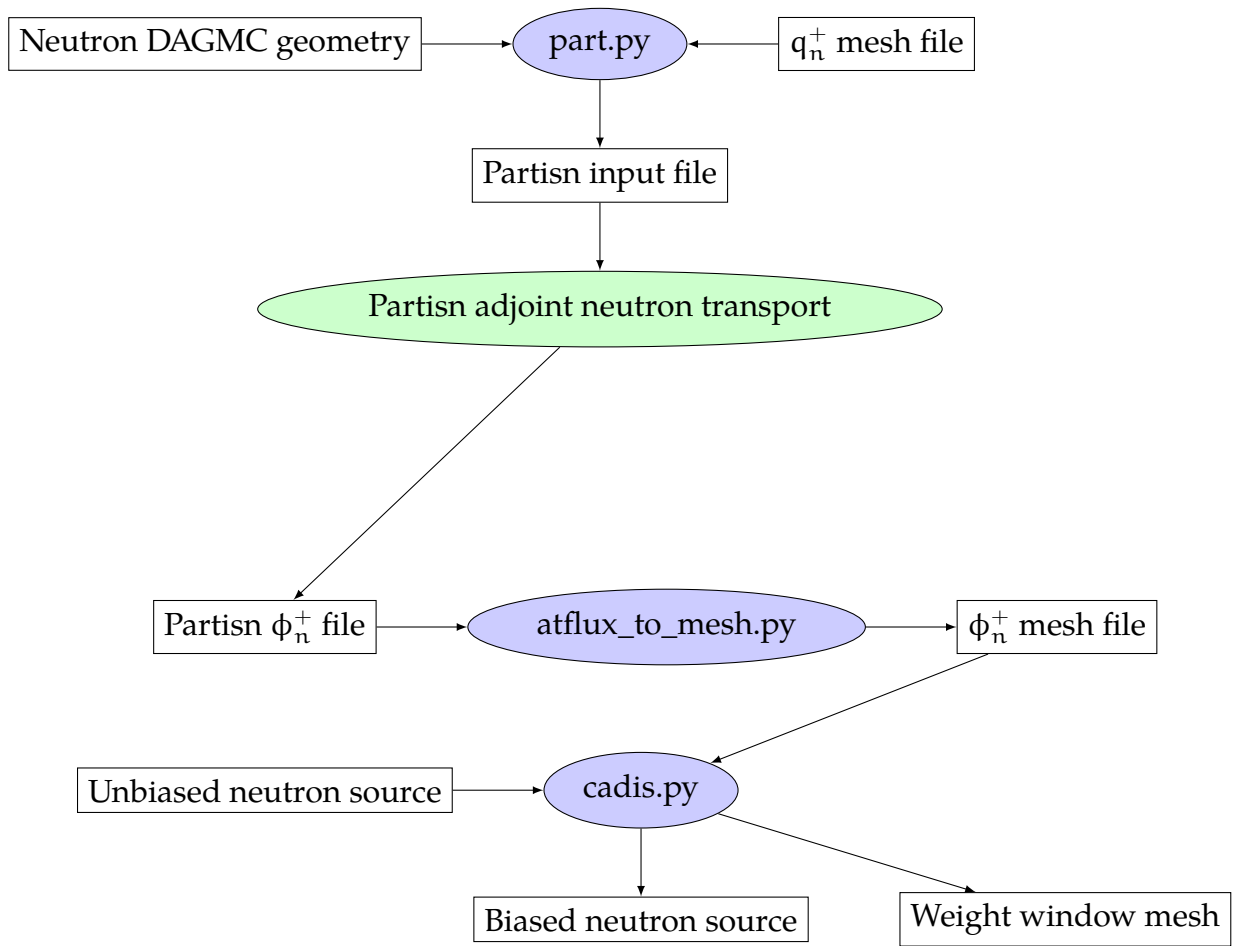 Neutron DAGMC geometry
part.py
q⁺ₙ mesh file
Partisn input file
Partisn adjoint neutron transport
Partisn ϕ⁺ₙ file
atflux_to_mesh.py
ϕ⁺ₙ mesh file
Unbiased neutron source
cadis.py
Biased neutron source
Weight window mesh